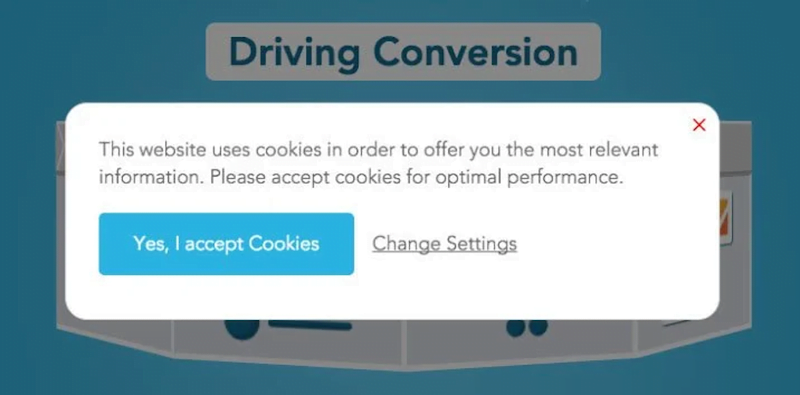 Driving Conversion
This website uses cookies in order to offer you the most relevant
information. Please accept cookies for optimal performance.
Yes, I accept Cookies
Change Settings